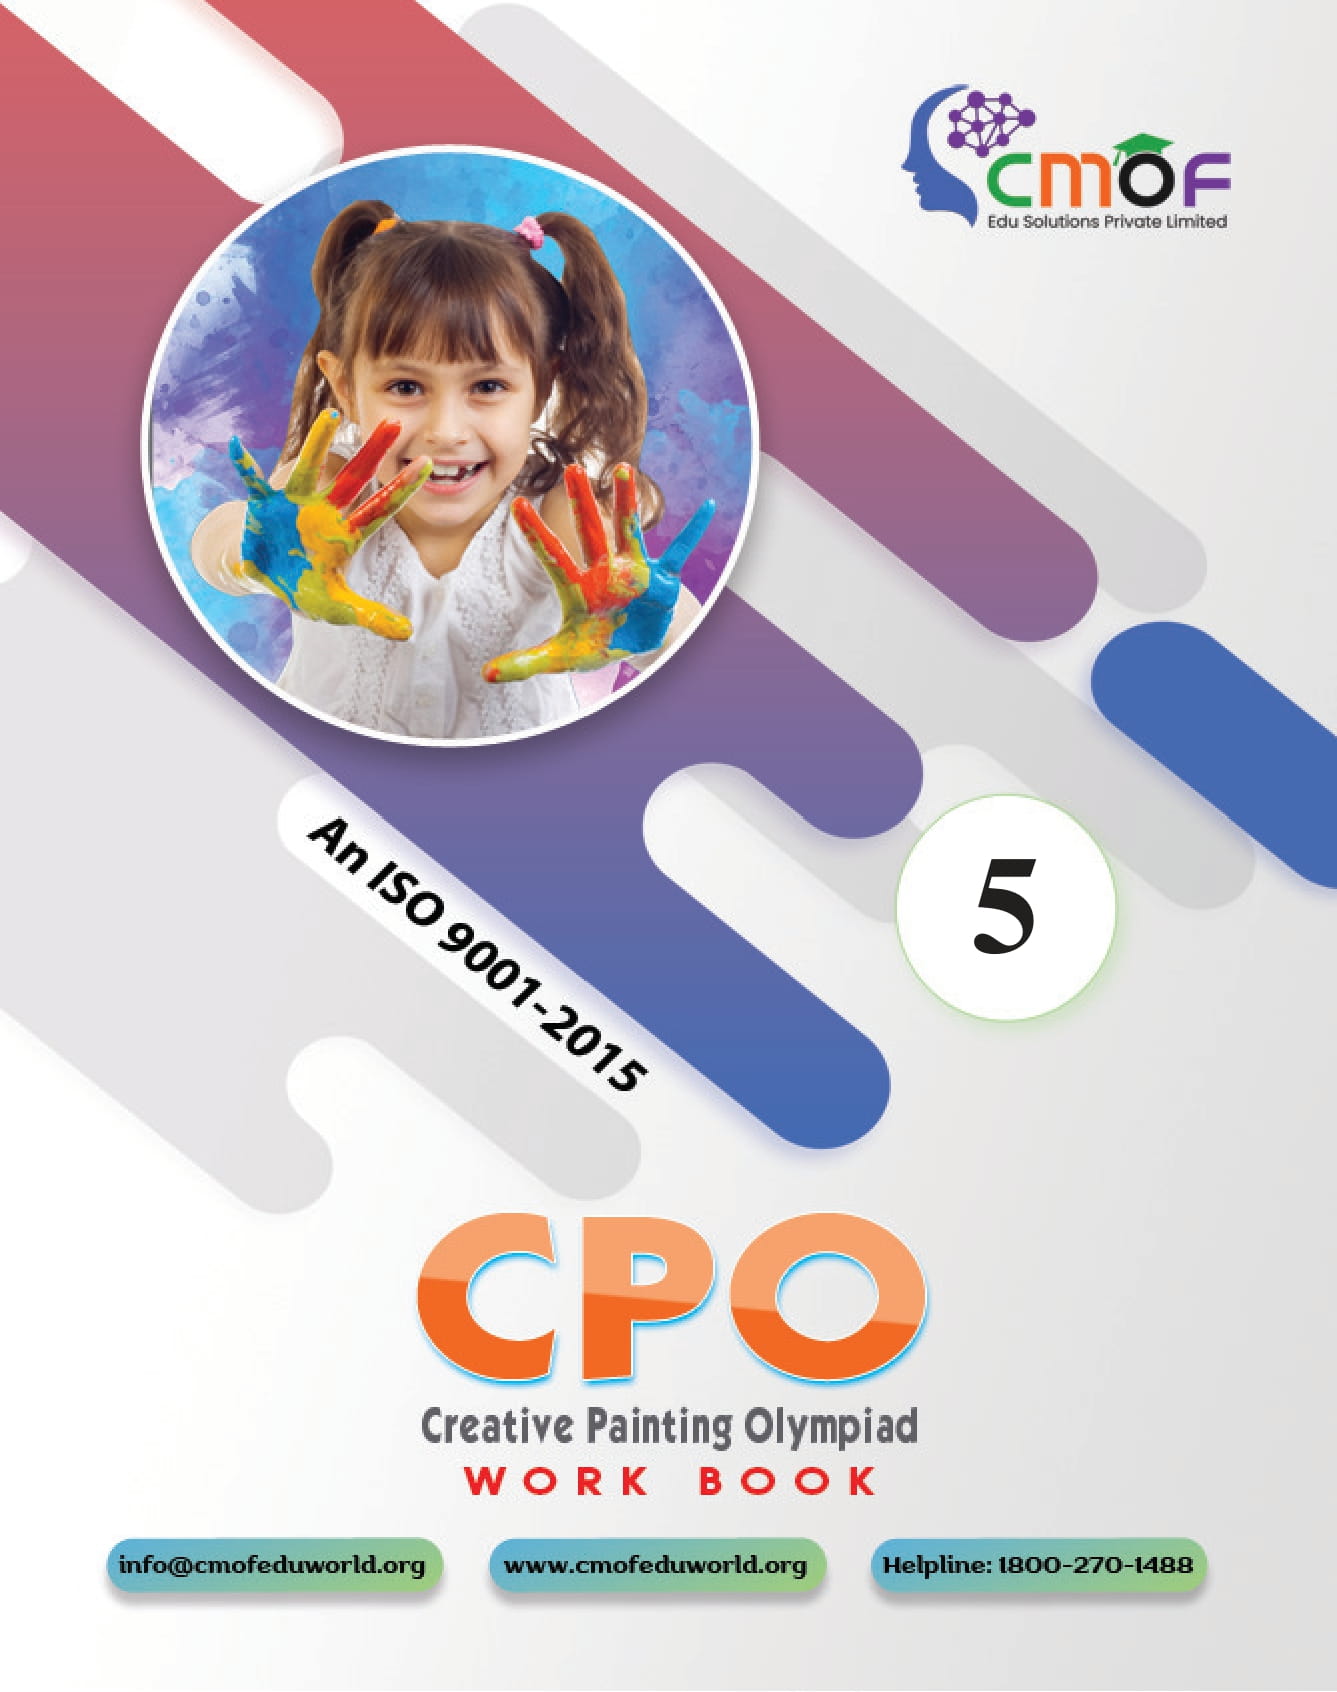 CMOF
Edu Solutions Private Limited
An ISO 9001-2015
5
CPO
Creative Painting Olympiad
WORK BOOK
info@cmofeduworld.org
www.cmofeduworld.org
Helpline: 1800-270-1488